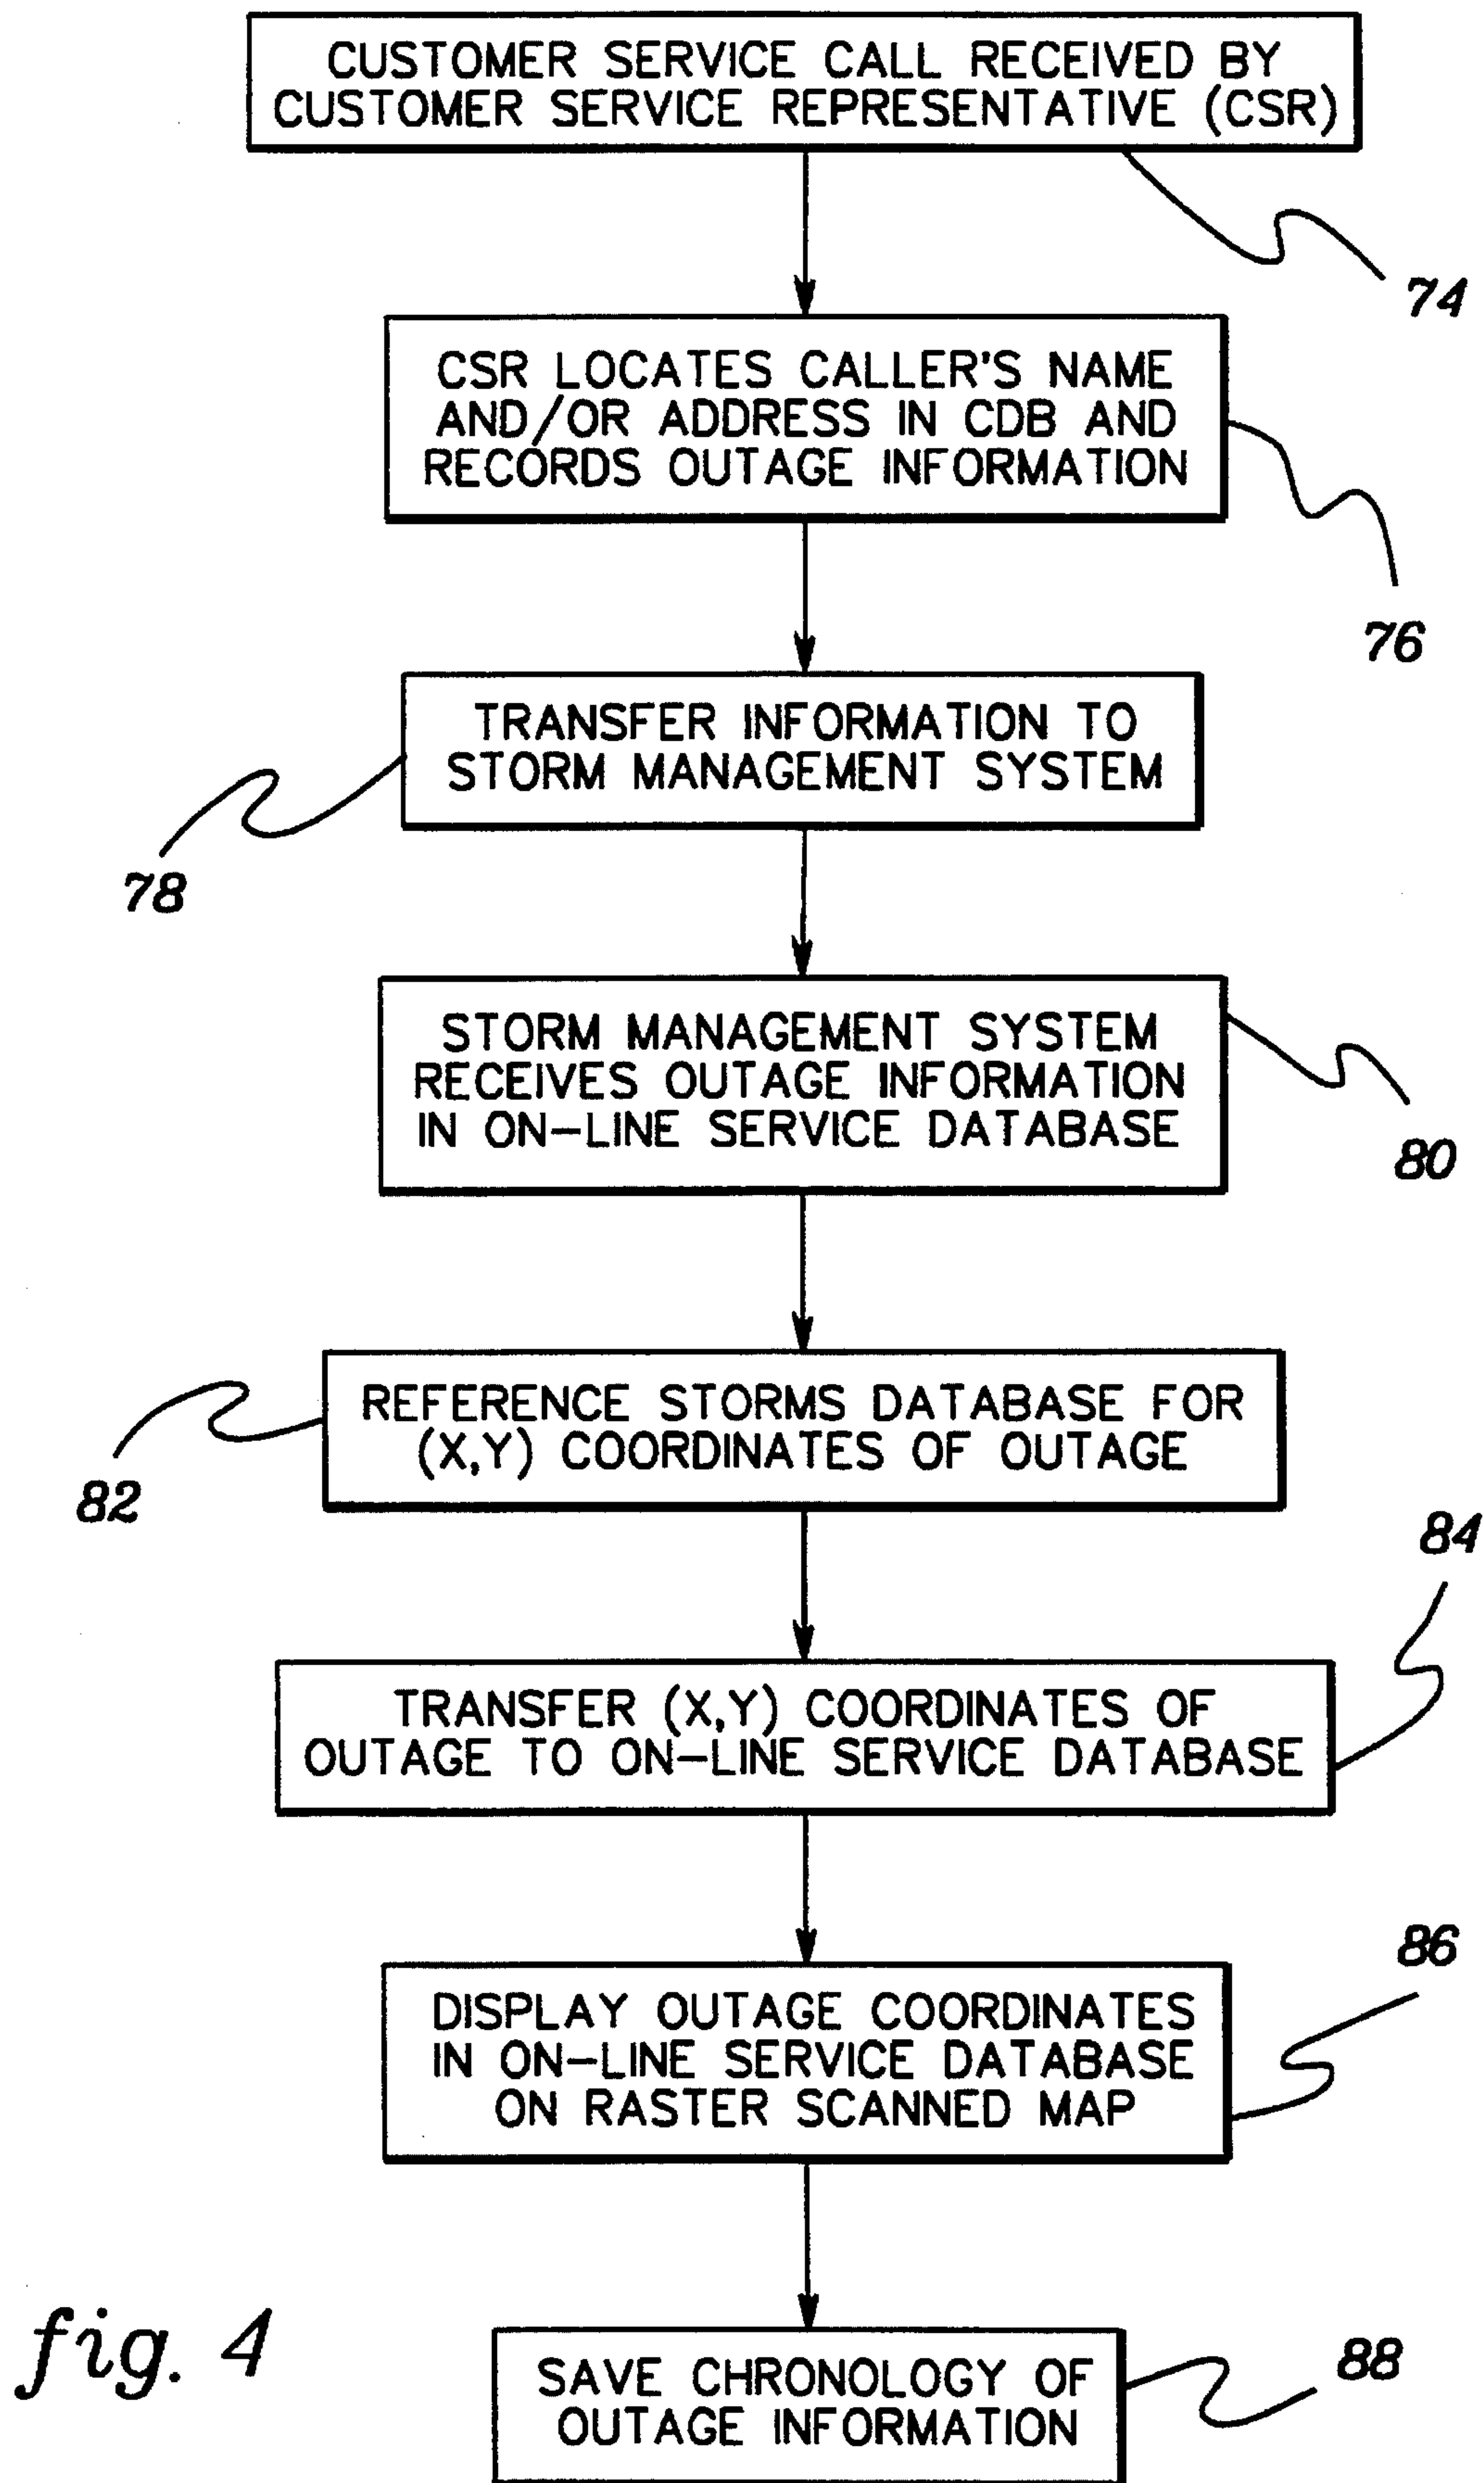 CUSTOMER SERVICE CALL RECEIVED BY
CUSTOMER SERVICE REPRESENTATIVE (CSR)
74
CSR LOCATES CALLER'S NAME
AND/OR ADDRESS IN CDB AND
RECORDS OUTAGE INFORMATION
76
TRANSFER INFORMATION TO
STORM MANAGEMENT SYSTEM
78
STORM MANAGEMENT SYSTEM
RECEIVES OUTAGE INFORMATION
IN ON-LINE SERVICE DATABASE
80
REFERENCE STORMS DATABASE FOR
(X,Y) COORDINATES OF OUTAGE
82
84
TRANSFER (X,Y) COORDINATES OF
OUTAGE TO ON-LINE SERVICE DATABASE
86
DISPLAY OUTAGE COORDINATES
IN ON-LINE SERVICE DATABASE
ON RASTER SCANNED MAP
88
SAVE CHRONOLOGY OF
OUTAGE INFORMATION
fig. 4